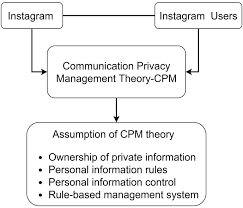 Instagram
Instagram Users
Communication Privacy
Management Theory-CPM
Assumption of CPM theory
• Ownership of private information
• Personal information rules
• Personal information control
• Rule-based management system